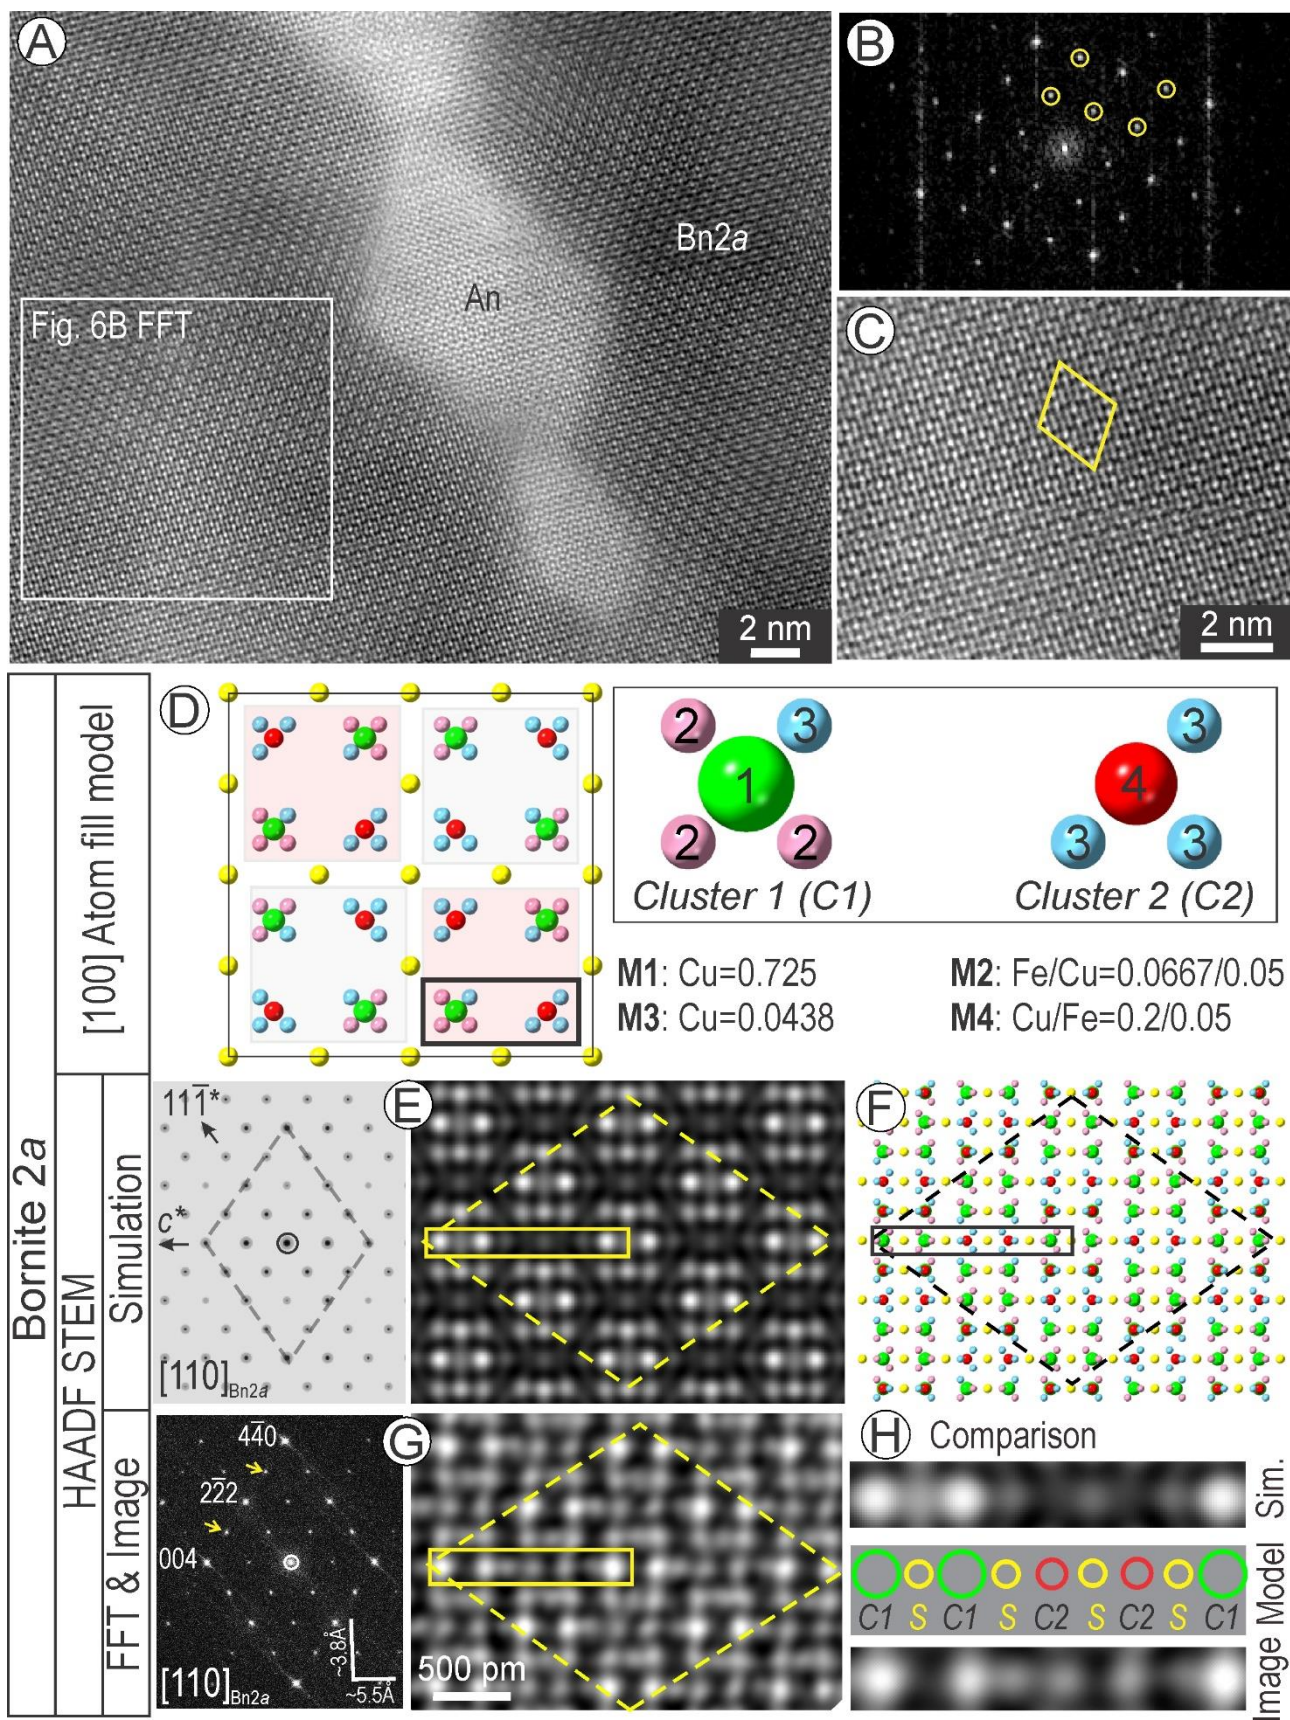 A
B
Bn2a
An
Fig. 6B FFT
C
2 nm
2 nm
Bornite 2a
[100] Atom fill model
D
2
3
3
1
4
2
2
3
3
Cluster 1 (C1)
Cluster 2 (C2)
M1: Cu=0.725
M2: Fe/Cu=0.0667/0.05
M3: Cu=0.0438
M4: Cu/Fe=0.2/0.05
HAADF STEM
Simulation
111̅*
c*
[11̅0]Bn2a
E
F
FFT & Image
44̅0
22̅2
004
~3.8Å
~5.5Å
[11̅0]Bn2a
G
500 pm
H Comparison
Sim.
Model
C1 S C1 S C2 S C2 S C1
Image